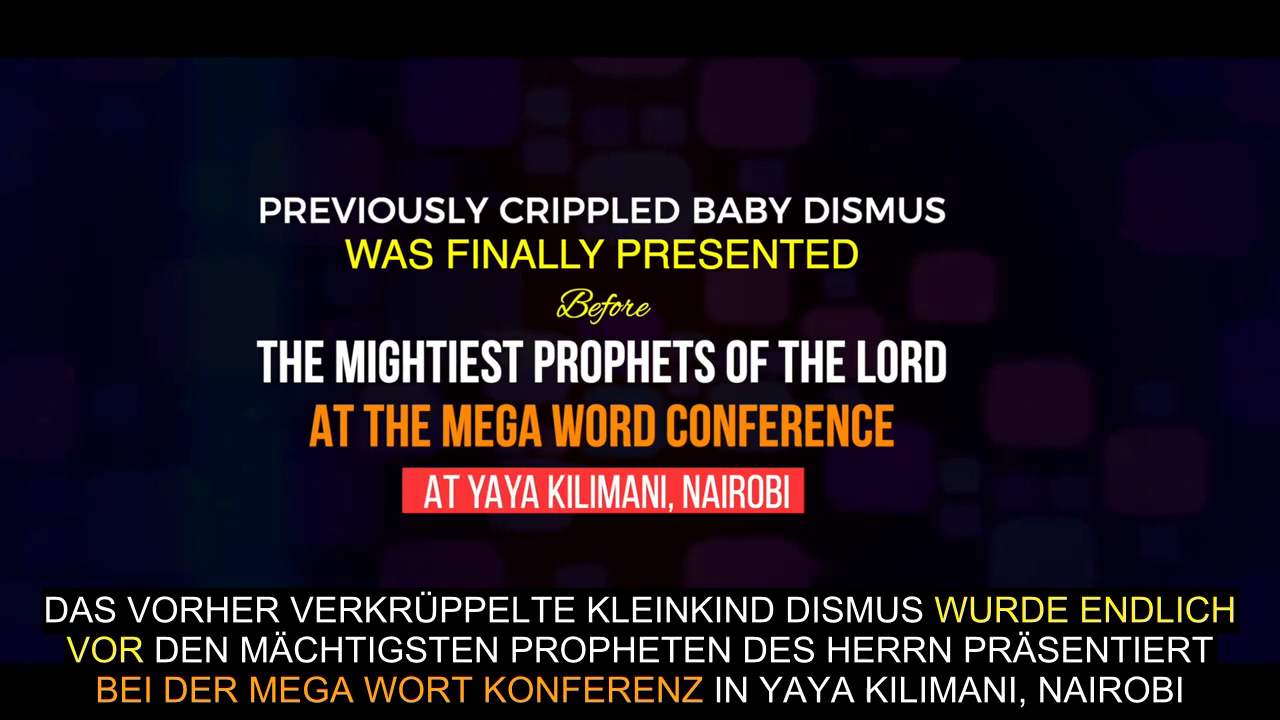 PREVIOUSLY CRIPPLED BABY DISMUS
WAS FINALLY PRESENTED
Before
THE MIGHTIEST PROPHETS OF THE LORD
AT THE MEGA WORD CONFERENCE
AT YAYA KILIMANI, NAIROBI
DAS VORHER VERKRÜPPELTE KLEINKIND DISMUS WURDE ENDLICH
VOR DEN MÄCHTIGSTEN PROPHETEN DES HERRN PRÄSENTIERT
BEI DER MEGA WORT KONFERENZ IN YAYA KILIMANI, NAIROBI